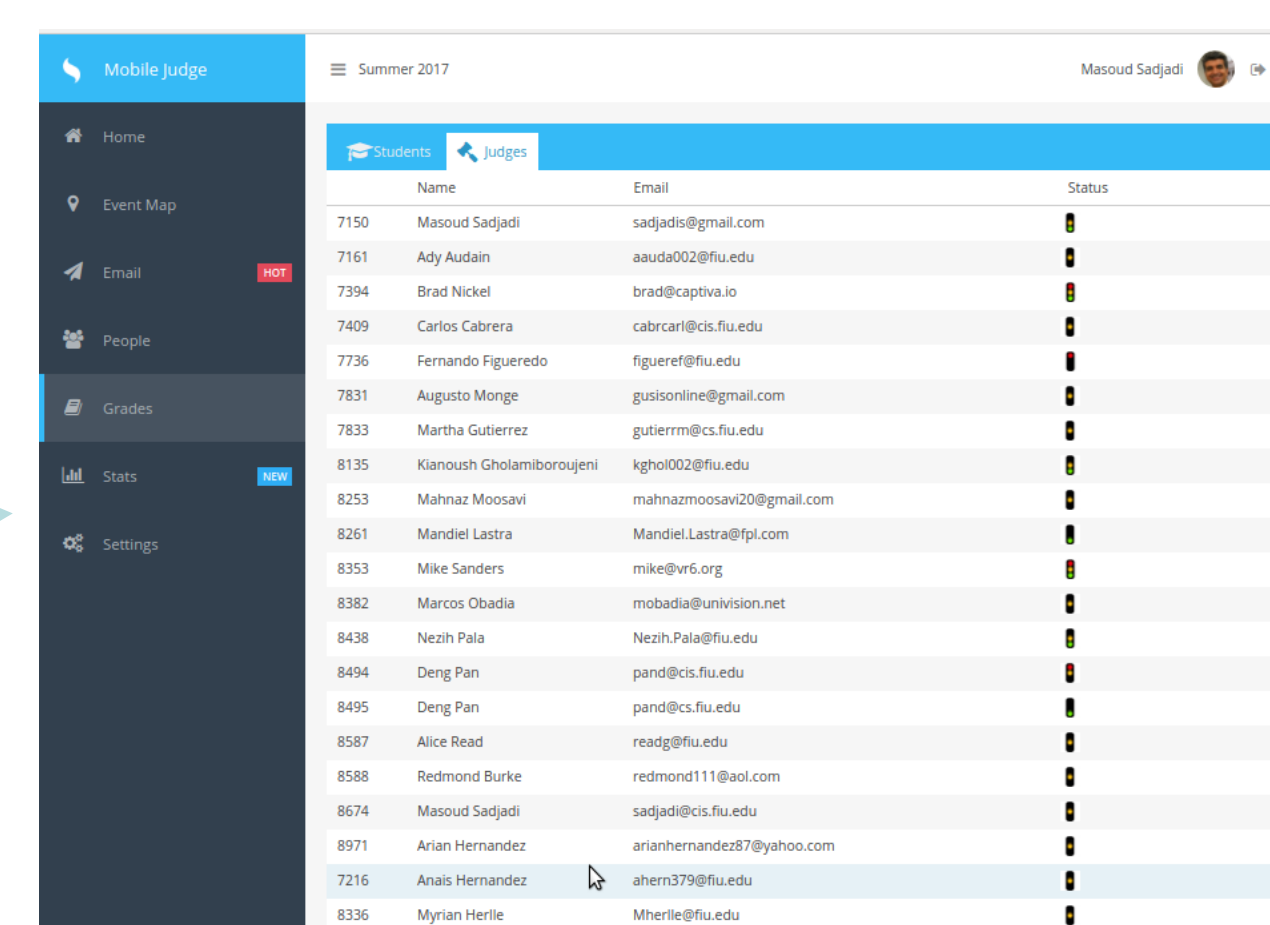 Mobile Judge
Summer 2017
Masoud Sadjadi
Home
Event Map
Email HOT
People
Grades
Stats NEW
Settings
Students Judges
Name Email Status
7150 Masoud Sadjadi sadjadis@gmail.com
7161 Ady Audain aauda002@fiu.edu
7394 Brad Nickel brad@captiva.io
7409 Carlos Cabrera cabrcarl@cis.fiu.edu
7736 Fernando Figueredo figueref@fiu.edu
7831 Augusto Monge gusisonline@gmail.com
7833 Martha Gutierrez gutierrm@cs.fiu.edu
8135 Kianoush Gholamiboroujeni kghol002@fiu.edu
8253 Mahnaz Moosavi mahnazmoosavi20@gmail.com
8261 Mandiel Lastra Mandiel.Lastra@fpl.com
8353 Mike Sanders mike@vr6.org
8382 Marcos Obadia mobadia@univision.net
8438 Nezih Pala Nezih.Pala@fiu.edu
8494 Deng Pan pand@cis.fiu.edu
8495 Deng Pan pand@cs.fiu.edu
8587 Alice Read readg@fiu.edu
8588 Redmond Burke redmond111@aol.com
8674 Masoud Sadjadi sadjadi@cis.fiu.edu
8971 Arian Hernandez arianhernandez87@yahoo.com
7216 Anais Hernandez ahern379@fiu.edu
8336 Myrian Herlle Mherlle@fiu.edu